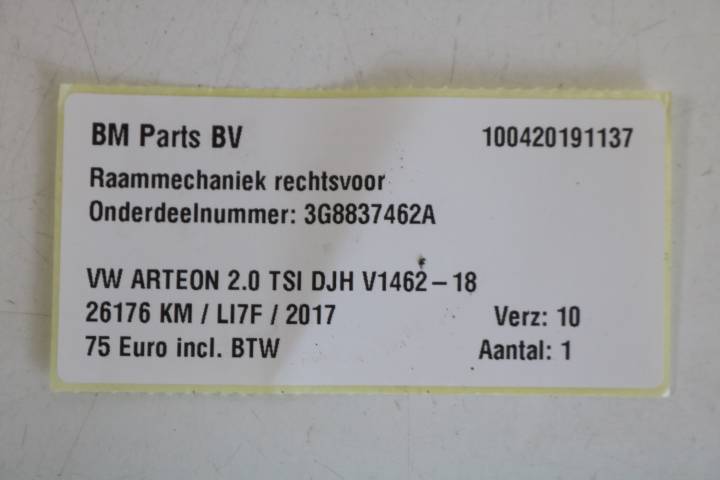 BM Parts BV 100420191137
Raammechaniek rechtsvoor
Onderdeelnummer: 3G8837462A
VW ARTEON 2.0 TSI DJH V1462-18
26176 KM / LI7F / 2017 Verz: 10
75 Euro incl. BTW Aantal: 1